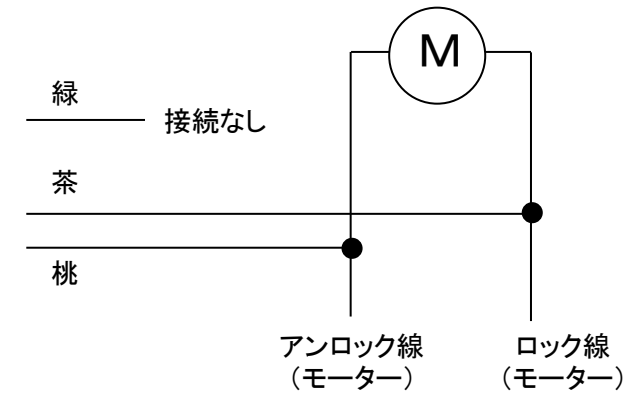 M
緑
接続なし
茶
桃
アンロック線
（モーター）
ロック線
（モーター）